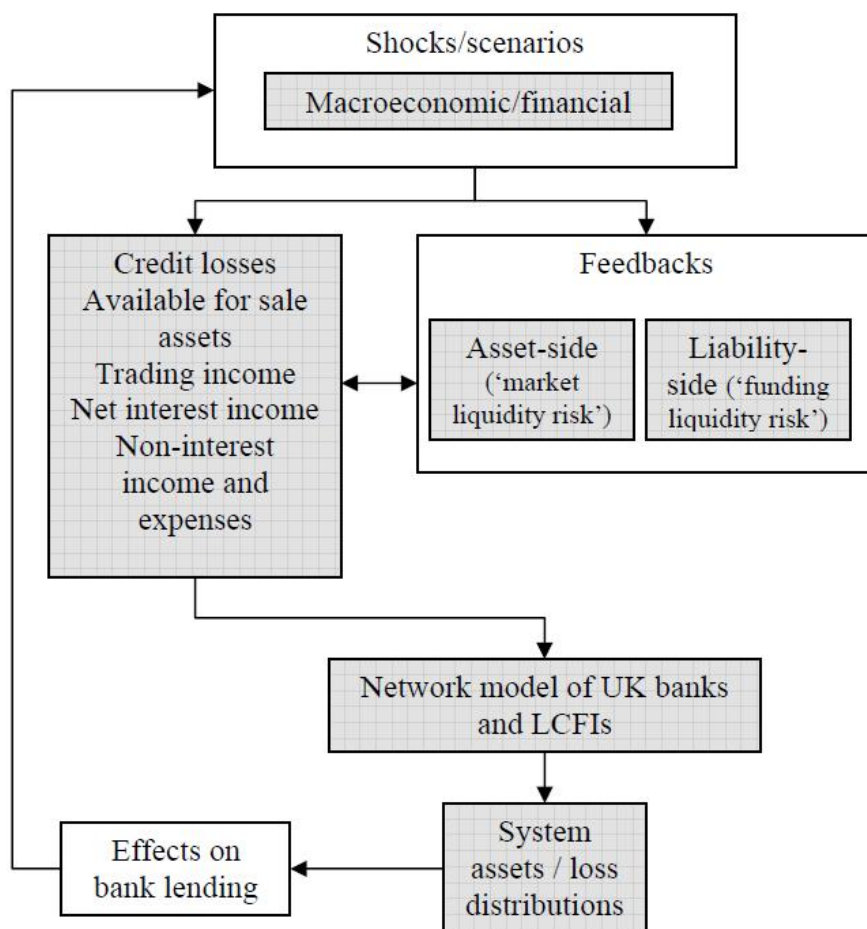 Shocks/scenarios
Macroeconomic/financial
Credit losses
Available for sale
assets
Trading income
Net interest income
Non-interest
income and
expenses
Feedbacks
Asset-side
(‘market
liquidity risk’)
Liability-
side (‘funding
liquidity risk’)
Network model of UK banks
and LCFIs
System
assets / loss
distributions
Effects on
bank lending